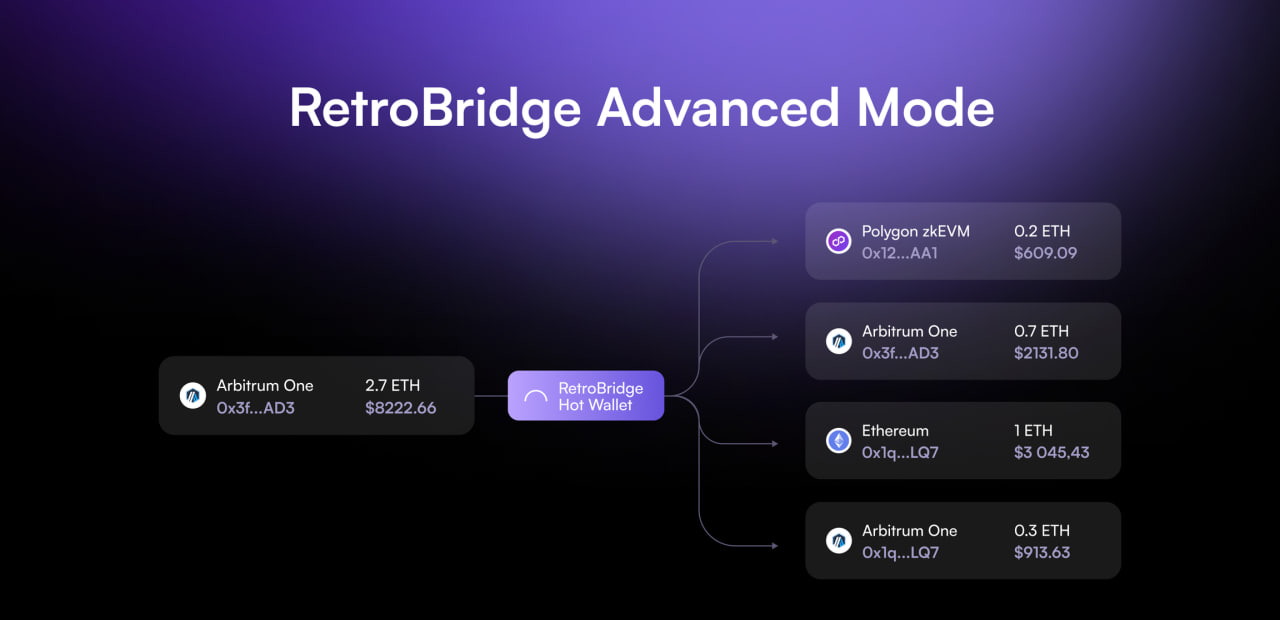 RetroBridge Advanced Mode
Polygon zkEVM 0.2 ETH
0x12...AA1 $609.09
Arbitrum One 0.7 ETH
0x3f...AD3 $2131.80
Arbitrum One 2.7 ETH
0x3f...AD3 $8222.66
RetroBridge
Hot Wallet
Ethereum 1 ETH
0x1q...LQ7 $3 045,43
Arbitrum One 0.3 ETH
0x1q...LQ7 $913.63